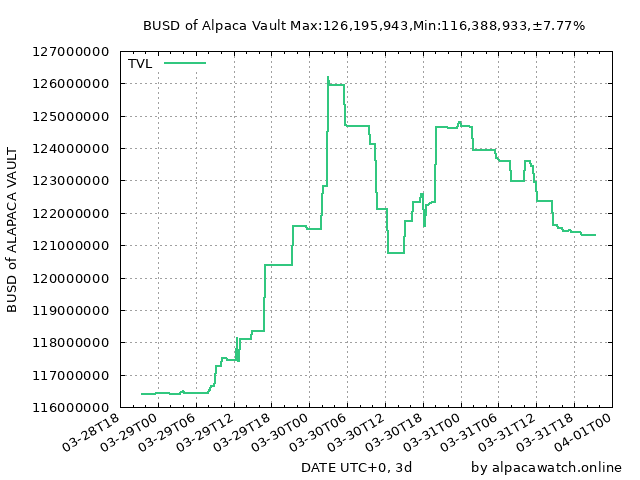 BUSD of Alpaca Vault Max:126,195,943,Min:116,388,933,±7.77%
TVL
127000000
126000000
125000000
124000000
123000000
122000000
121000000
120000000
119000000
118000000
117000000
116000000
BUSD of ALAPACA VAULT
03-28T18
03-29T00
03-29T06
03-29T12
03-29T18
03-30T00
03-30T06
03-30T12
03-30T18
03-31T00
03-31T06
03-31T12
03-31T18
04-01T00
DATE UTC+0, 3d
by alpacawatch.online